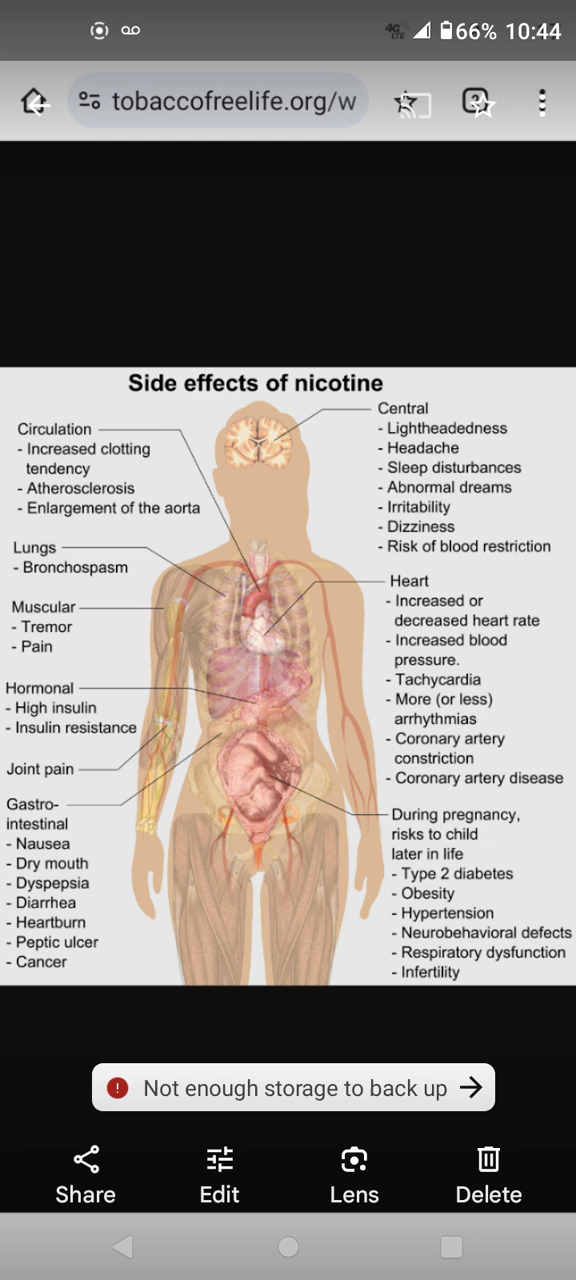 4G
LTE
66% 10:44
tobaccofreelife.org/w
Side effects of nicotine
Circulation
- Increased clotting
tendency
- Atherosclerosis
- Enlargement of the aorta
Lungs
- Bronchospasm
Muscular
- Tremor
- Pain
Hormonal
- High insulin
- Insulin resistance
Joint pain
Gastro-
intestinal
- Nausea
- Dry mouth
- Dyspepsia
- Diarrhea
- Heartburn
- Peptic ulcer
- Cancer
Central
- Lightheadedness
- Headache
- Sleep disturbances
- Abnormal dreams
- Irritability
- Dizziness
- Risk of blood restriction
Heart
- Increased or
decreased heart rate
- Increased blood
pressure.
- Tachycardia
- More (or less)
arrhythmias
- Coronary artery
constriction
- Coronary artery disease
During pregnancy,
risks to child
later in life
- Type 2 diabetes
- Obesity
- Hypertension
- Neurobehavioral defects
- Respiratory dysfunction
- Infertility
Not enough storage to back up
Share Edit Lens Delete